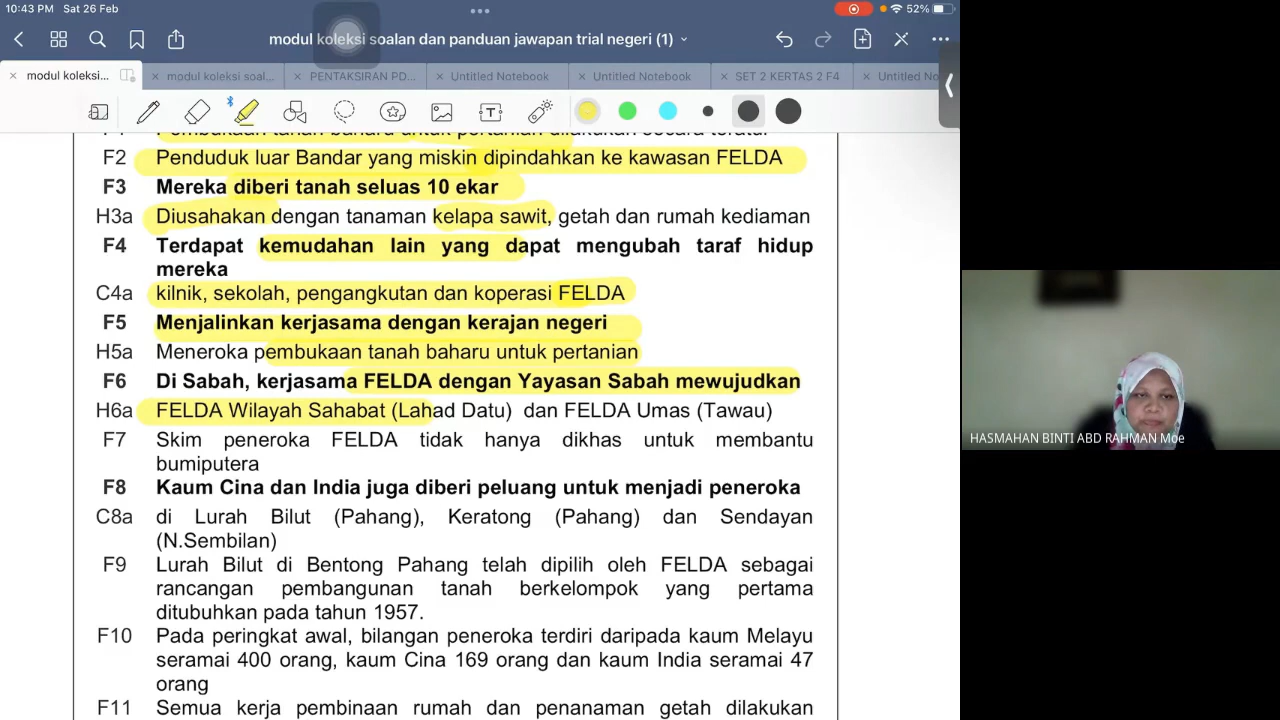 10:43 PM Sat 26 Feb
52%
modul koleksi soalan dan panduan jawapan trial negeri (1)
modul koleksi... modul koleksi soal... PENTAKSIRAN PD... Untitled Notebook Untitled Notebook SET 2 KERTAS 2 F4 Untitled No
F2 Penduduk luar Bandar yang miskin dipindahkan ke kawasan FELDA
F3 Mereka diberi tanah seluas 10 ekar
H3a Diusahakan dengan tanaman kelapa sawit, getah dan rumah kediaman
F4 Terdapat kemudahan lain yang dapat mengubah taraf hidup
mereka
C4a kilnik, sekolah, pengangkutan dan koperasi FELDA
F5 Menjalinkan kerjasama dengan kerajan negeri
H5a Meneroka pembukaan tanah baharu untuk pertanian
F6 Di Sabah, kerjasama FELDA dengan Yayasan Sabah mewujudkan
H6a FELDA Wilayah Sahabat (Lahad Datu) dan FELDA Umas (Tawau)
F7 Skim peneroka FELDA tidak hanya dikhas untuk membantu
bumiputera
F8 Kaum Cina dan India juga diberi peluang untuk menjadi peneroka
C8a di Lurah Bilut (Pahang), Keratong (Pahang) dan Sendayan
(N.Sembilan)
F9 Lurah Bilut di Bentong Pahang telah dipilih oleh FELDA sebagai
rancangan pembangunan tanah berkelompok yang pertama
ditubuhkan pada tahun 1957.
F10 Pada peringkat awal, bilangan peneroka terdiri daripada kaum Melayu
seramai 400 orang, kaum Cina 169 orang dan kaum India seramai 47
orang
F11 Semua kerja pembinaan rumah dan penanaman getah dilakukan
HASMAHAN BINTI ABD RAHMAN Moe